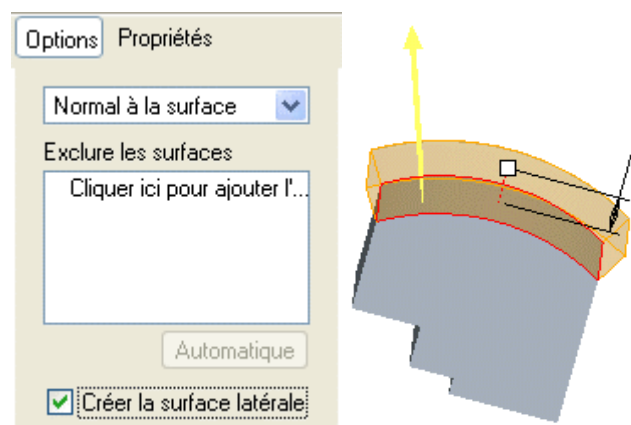 Options Propriétés
Normal à la surface
Exclure les surfaces
Cliquer ici pour ajouter l'...
Automatique
Créer la surface latérale